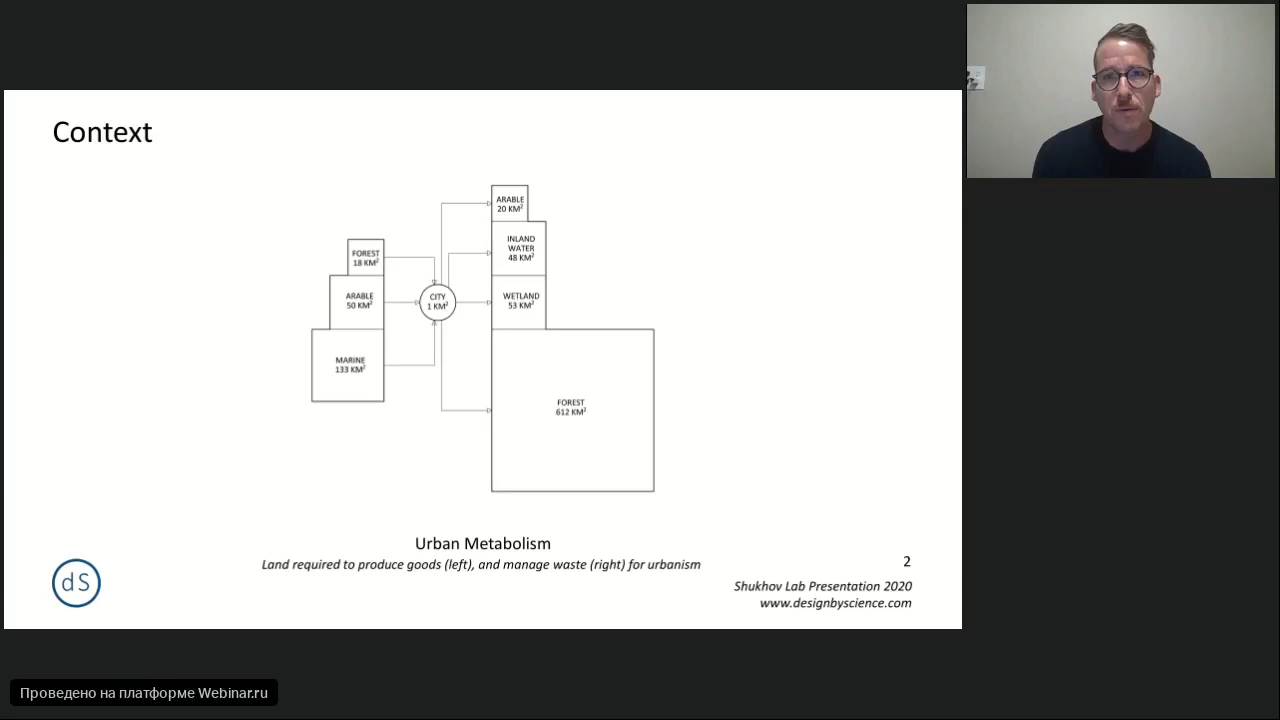 Context
ARABLE
20 KM²
INLAND
WATER
48 KM²
FOREST
18 KM²
ARABLE
50 KM²
CITY
1 KM²
WETLAND
53 KM²
MARINE
133 KM²
FOREST
612 KM²
Urban Metabolism
Land required to produce goods (left), and manage waste (right) for urbanism
2
dS
Shukhov Lab Presentation 2020
www.designbyscience.com
Проведено на платформе Webinar.ru